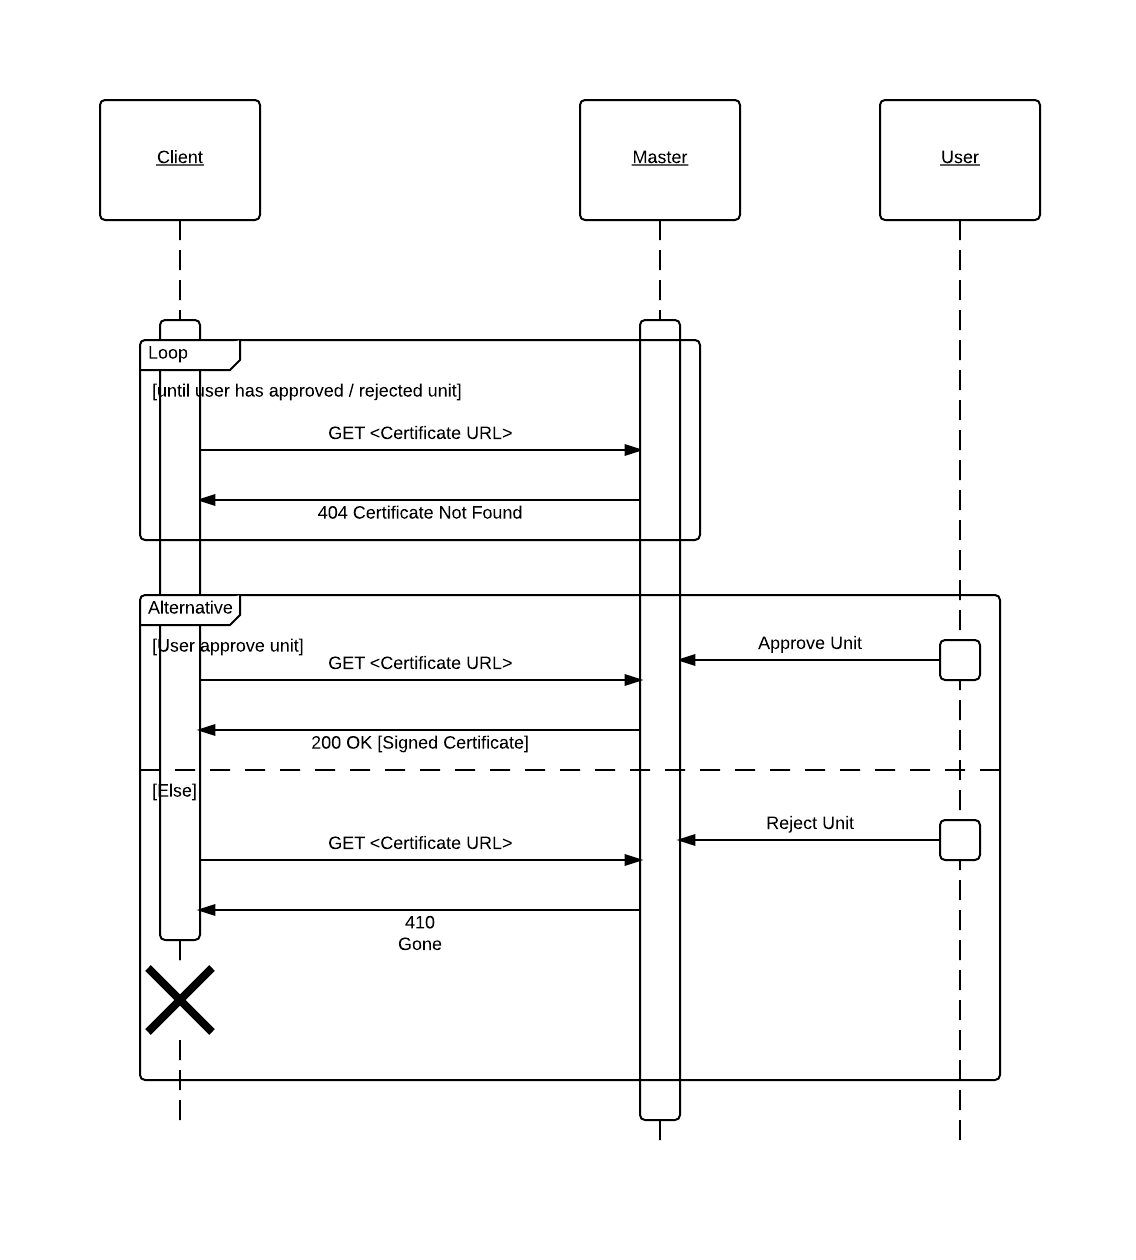 Client
Master
User
Loop
[until user has approved / rejected unit]
GET <Certificate URL>
404 Certificate Not Found
Alternative
[User approve unit]
Approve Unit
GET <Certificate URL>
200 OK [Signed Certificate]
[Else]
Reject Unit
GET <Certificate URL>
410
Gone